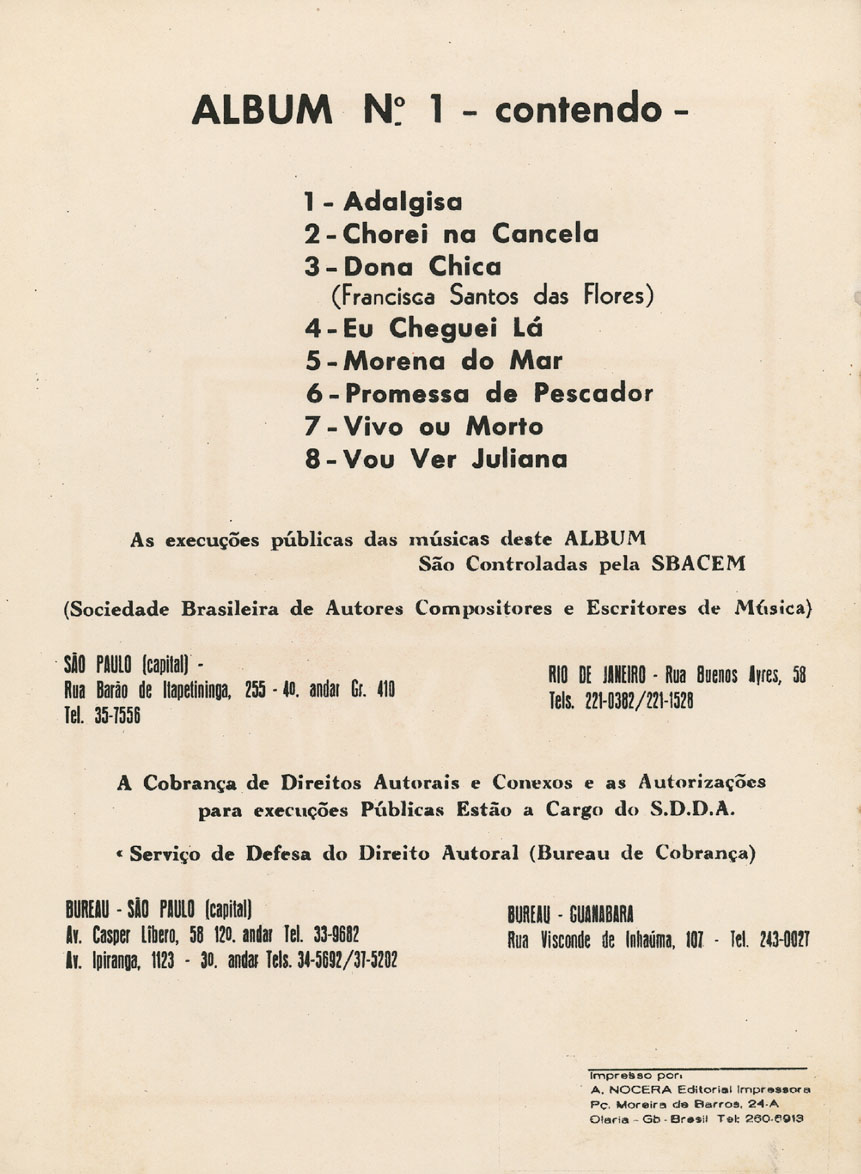 ALBUM Nº 1 - contendo -
1 - Adalgisa
2 - Chorei na Cancela
3 - Dona Chica
(Francisca Santos das Flores)
4 - Eu Cheguei Lá
5 - Morena do Mar
6 - Promessa de Pescador
7 - Vivo ou Morto
8 - Vou Ver Juliana
As execuções públicas das músicas deste ALBUM
São Controladas pela SBACEM
(Sociedade Brasileira de Autores Compositores e Escritores de Música)
SÃO PAULO (capital) -
Rua Barão de Itapetininga, 255 - 4o. andar Gr. 410
Tel. 35-7556
RIO DE JANEIRO - Rua Buenos Ayres, 58
Tels. 221-0382/221-1528
A Cobrança de Direitos Autorais e Conexos e as Autorizações
para execuções Públicas Estão a Cargo do S.D.D.A.
Serviço de Defesa do Direito Autoral (Bureau de Cobrança)
BUREAU - SÃO PAULO (capital)
Av. Casper Líbero, 58 12o. andar Tel. 33-9682
Av. Ipiranga, 1123 - 3o. andar Tels. 34-5692/37-5202
BUREAU - GUANABARA
Rua Visconde de Inhaúma, 107 - Tel. 243-0027
Impresso por:
A. NOCERA Editorial Impressora
Pç. Moreira de Barros, 24-A
Olaria - Gb - Bresil Tel: 260-6913